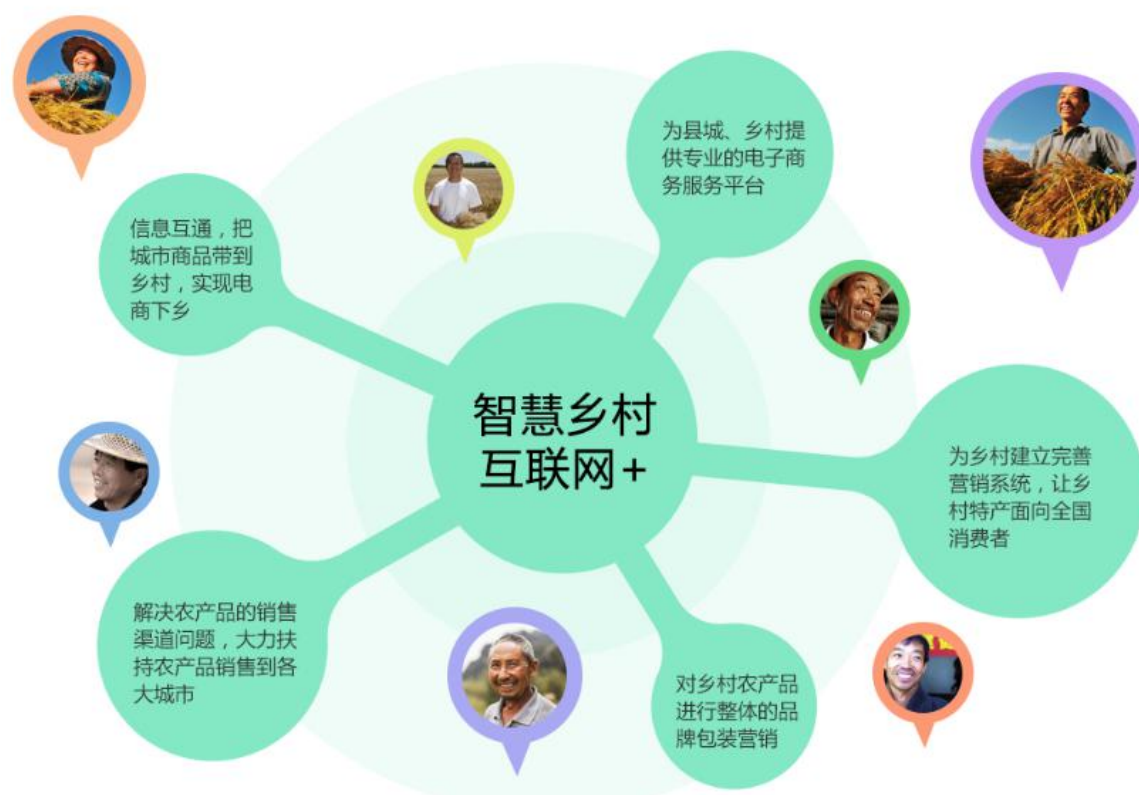 为县城、乡村提
供专业的电子商
务服务平台
信息互通，把
城市商品带到
乡村，实现电
商下乡
智慧乡村
互联网+
为乡村建立完善
营销系统，让乡
村特产面向全国
消费者
解决农产品的销售
渠道问题，大力扶
持农产品销售到各
大城市
对乡村农产品
进行整体的品
牌包装营销